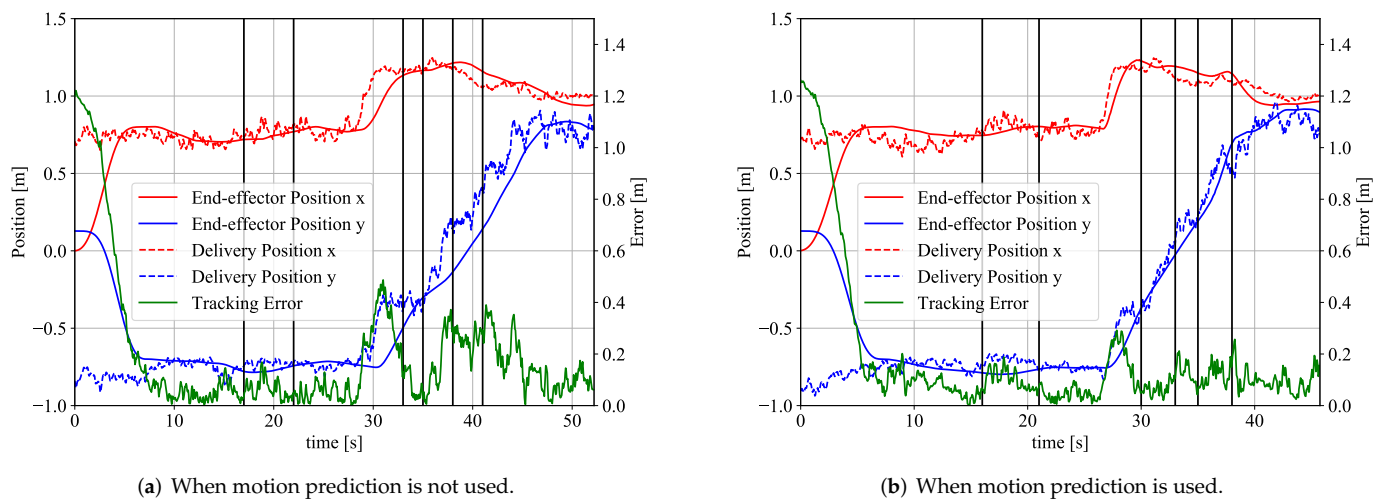 1.5
1.0
0.5
0.0
−0.5
−1.0
Position [m]
1.4
1.2
1.0
0.8
0.6
0.4
0.2
0.0
Error [m]
End-effector Position x
End-effector Position y
Delivery Position x
Delivery Position y
Tracking Error
0 10 20 30 40 50
time [s]
(a) When motion prediction is not used.
1.5
1.0
0.5
0.0
−0.5
−1.0
Position [m]
1.4
1.2
1.0
0.8
0.6
0.4
0.2
0.0
Error [m]
End-effector Position x
End-effector Position y
Delivery Position x
Delivery Position y
Tracking Error
0 10 20 30 40
time [s]
(b) When motion prediction is used.